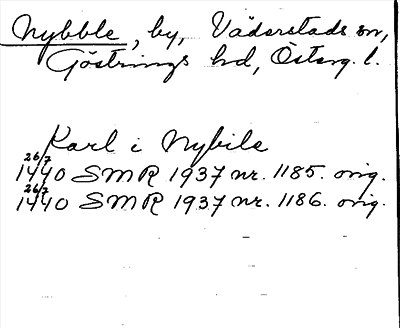 Nybble, by, Väderstads sn,
Göstrings hd, Österg. l.
Karl i Nybile
26/7
1440 SMR 1937 nr. 1185. orig.
26/7
1440 SMR 1937 nr. 1186. orig.